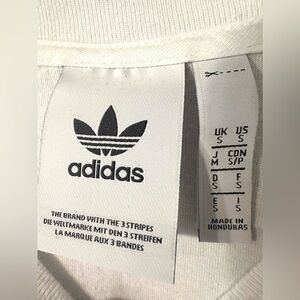 adidas
THE BRAND WITH THE 3 STRIPES
DIE WELTMARKE MIT DEN 3 STREIFEN
LA MARQUE AUX 3 BANDES
UK US
S S
J CDN
M S/P
D F
S S
E I
S S
MADE IN
HONDURAS